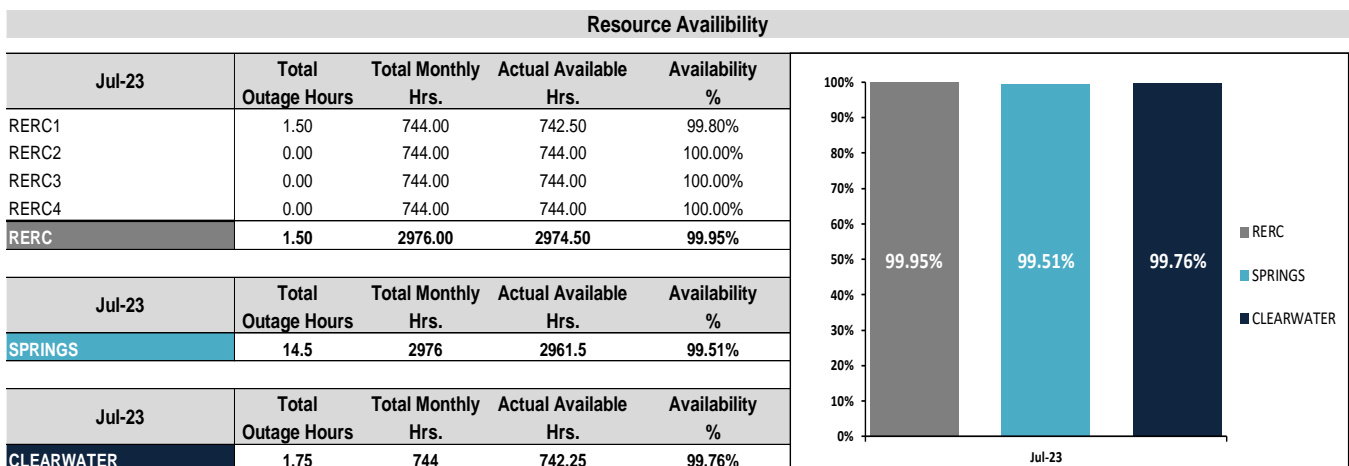 Resource Availibility
Jul-23 Total Outage Hours Total Monthly Hrs. Actual Available Hrs. Availability %
RERC1 1.50 744.00 742.50 99.80%
RERC2 0.00 744.00 744.00 100.00%
RERC3 0.00 744.00 744.00 100.00%
RERC4 0.00 744.00 744.00 100.00%
RERC 1.50 2976.00 2974.50 99.95%
Jul-23 Total Outage Hours Total Monthly Hrs. Actual Available Hrs. Availability %
SPRINGS 14.5 2976 2961.5 99.51%
Jul-23 Total Outage Hours Total Monthly Hrs. Actual Available Hrs. Availability %
CLEARWATER 1.75 744 742.25 99.76%
100%
90%
80%
70%
60%
50%
40%
30%
20%
10%
0%
99.95% 99.51% 99.76%
Jul-23
RERC
SPRINGS
CLEARWATER